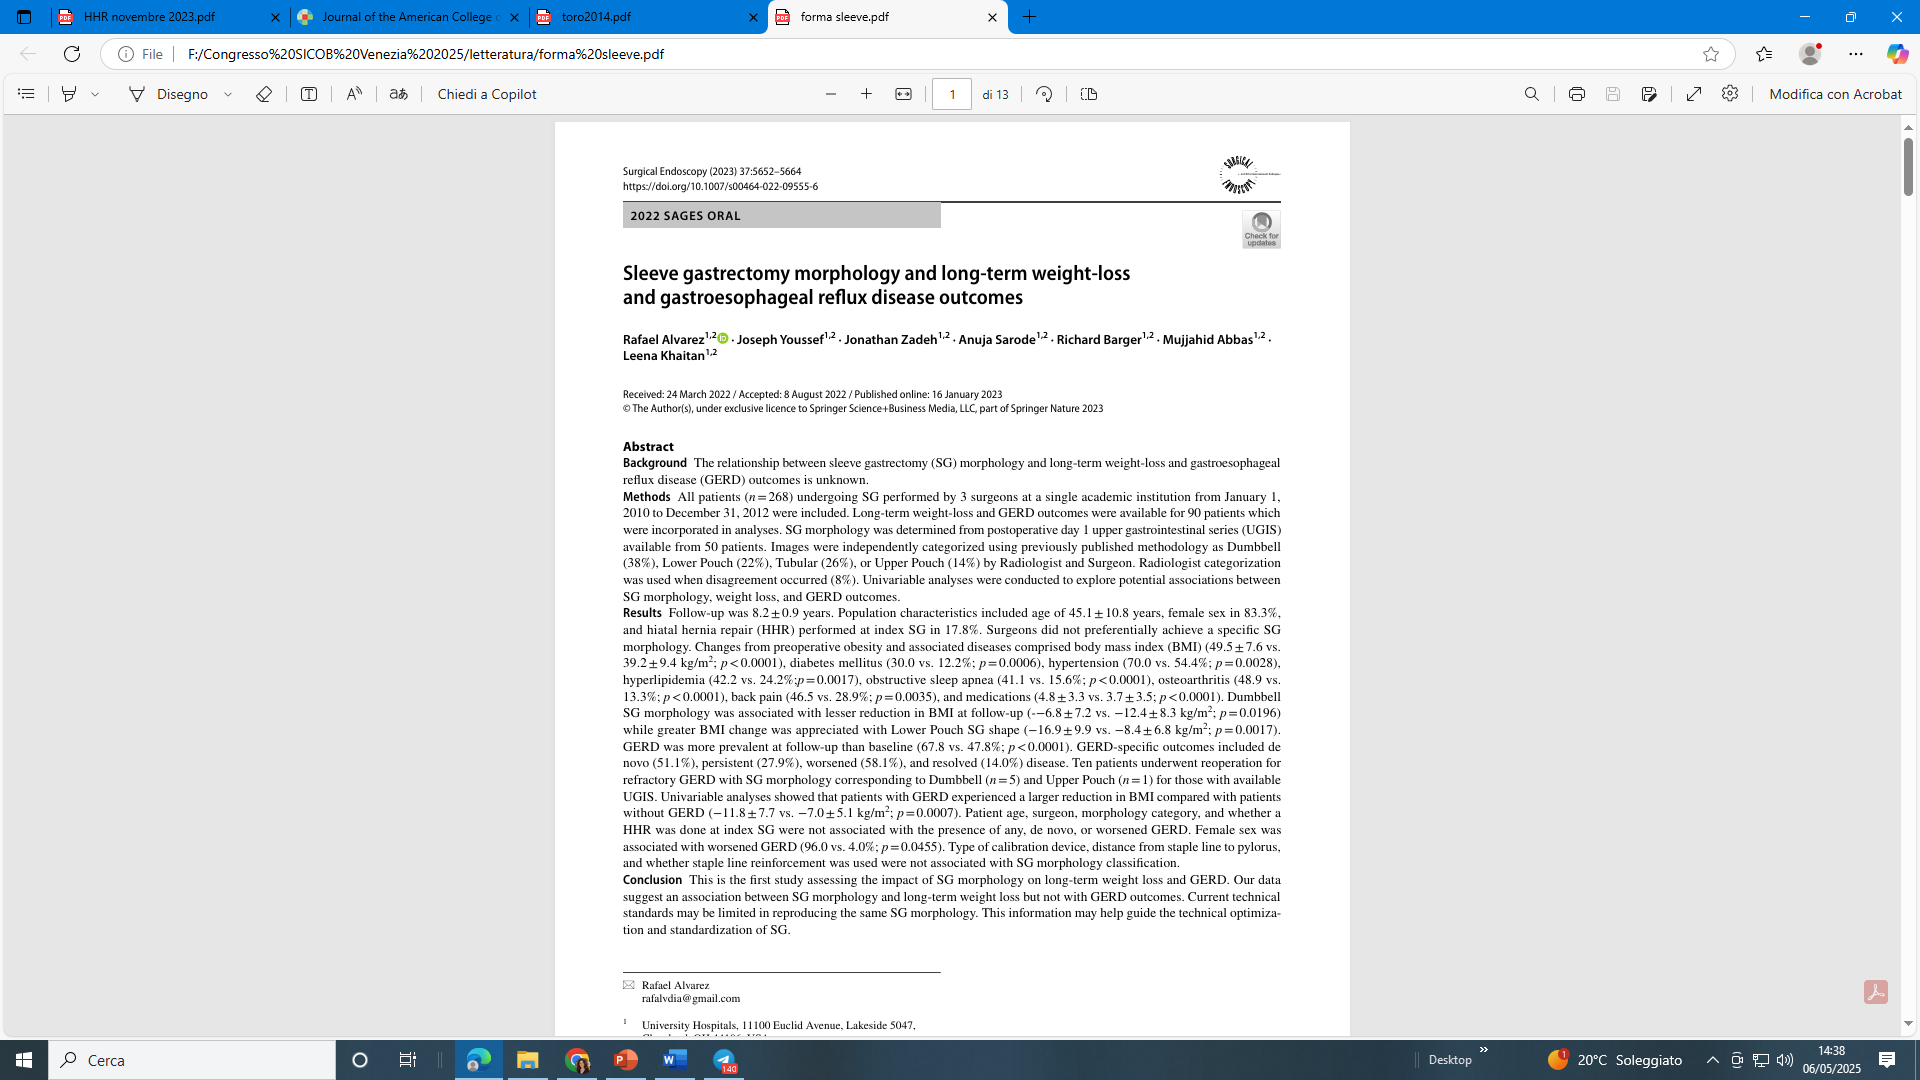 HHR novembre 2023.pdf
Journal of the American College o
toro2014.pdf
forma sleeve.pdf
File
F:/Congresso%20SICOB%20Venezia%202025/letteratura/forma%20sleeve.pdf
Disegno
Chiedi a Copilot
1
di 13
Modifica con Acrobat
Surgical Endoscopy (2023) 37:5652–5664
https://doi.org/10.1007/s00464-022-09555-6
SURGICAL
ENDOSCOPY
2022 SAGES ORAL
Check for
updates
Sleeve gastrectomy morphology and long-term weight-loss
and gastroesophageal reflux disease outcomes
Rafael Alvarez1,2 · Joseph Youssef1,2 · Jonathan Zadeh1,2 · Anuja Sarode1,2 · Richard Barger1,2 · Mujjahid Abbas1,2 ·
Leena Khaitan1,2
Received: 24 March 2022 / Accepted: 8 August 2022 / Published online: 16 January 2023
© The Author(s), under exclusive licence to Springer Science+Business Media, LLC, part of Springer Nature 2023
Abstract
Background The relationship between sleeve gastrectomy (SG) morphology and long-term weight-loss and gastroesophageal
reflux disease (GERD) outcomes is unknown.
Methods All patients (n = 268) undergoing SG performed by 3 surgeons at a single academic institution from January 1,
2010 to December 31, 2012 were included. Long-term weight-loss and GERD outcomes were available for 90 patients which
were incorporated in analyses. SG morphology was determined from postoperative day 1 upper gastrointestinal series (UGIS)
available from 50 patients. Images were independently categorized using previously published methodology as Dumbbell
(38%), Lower Pouch (22%), Tubular (26%), or Upper Pouch (14%) by Radiologist and Surgeon. Radiologist categorization
was used when disagreement occurred (8%). Univariable analyses were conducted to explore potential associations between
SG morphology, weight loss, and GERD outcomes.
Results Follow-up was 8.2 ± 0.9 years. Population characteristics included age of 45.1 ± 10.8 years, female sex in 83.3%,
and hiatal hernia repair (HHR) performed at index SG in 17.8%. Surgeons did not preferentially achieve a specific SG
morphology. Changes from preoperative obesity and associated diseases comprised body mass index (BMI) (49.5 ± 7.6 vs.
39.2 ± 9.4 kg/m2; p < 0.0001), diabetes mellitus (30.0 vs. 12.2%; p = 0.0006), hypertension (70.0 vs. 54.4%; p = 0.0028),
hyperlipidemia (42.2 vs. 24.2%;p = 0.0017), obstructive sleep apnea (41.1 vs. 15.6%; p < 0.0001), osteoarthritis (48.9 vs.
13.3%; p < 0.0001), back pain (46.5 vs. 28.9%; p = 0.0035), and medications (4.8 ± 3.3 vs. 3.7 ± 3.5; p < 0.0001). Dumbbell
SG morphology was associated with lesser reduction in BMI at follow-up (-−6.8 ± 7.2 vs. −12.4 ± 8.3 kg/m2; p = 0.0196)
while greater BMI change was appreciated with Lower Pouch SG shape (−16.9 ± 9.9 vs. −8.4 ± 6.8 kg/m2; p = 0.0017).
GERD was more prevalent at follow-up than baseline (67.8 vs. 47.8%; p < 0.0001). GERD-specific outcomes included de
novo (51.1%), persistent (27.9%), worsened (58.1%), and resolved (14.0%) disease. Ten patients underwent reoperation for
refractory GERD with SG morphology corresponding to Dumbbell (n = 5) and Upper Pouch (n = 1) for those with available
UGIS. Univariable analyses showed that patients with GERD experienced a larger reduction in BMI compared with patients
without GERD (−11.8 ± 7.7 vs. −7.0 ± 5.1 kg/m2; p = 0.0007). Patient age, surgeon, morphology category, and whether a
HHR was done at index SG were not associated with the presence of any, de novo, or worsened GERD. Female sex was
associated with worsened GERD (96.0 vs. 4.0%; p = 0.0455). Type of calibration device, distance from staple line to pylorus,
and whether staple line reinforcement was used were not associated with SG morphology classification.
Conclusion This is the first study assessing the impact of SG morphology on long-term weight loss and GERD. Our data
suggest an association between SG morphology and long-term weight loss but not with GERD outcomes. Current technical
standards may be limited in reproducing the same SG morphology. This information may help guide the technical optimiza-
tion and standardization of SG.
Rafael Alvarez
rafalvdia@gmail.com
1 University Hospitals, 11100 Euclid Avenue, Lakeside 5047,
Cerca
140
Desktop
1
20°C Soleggiato
14:38
06/05/2025